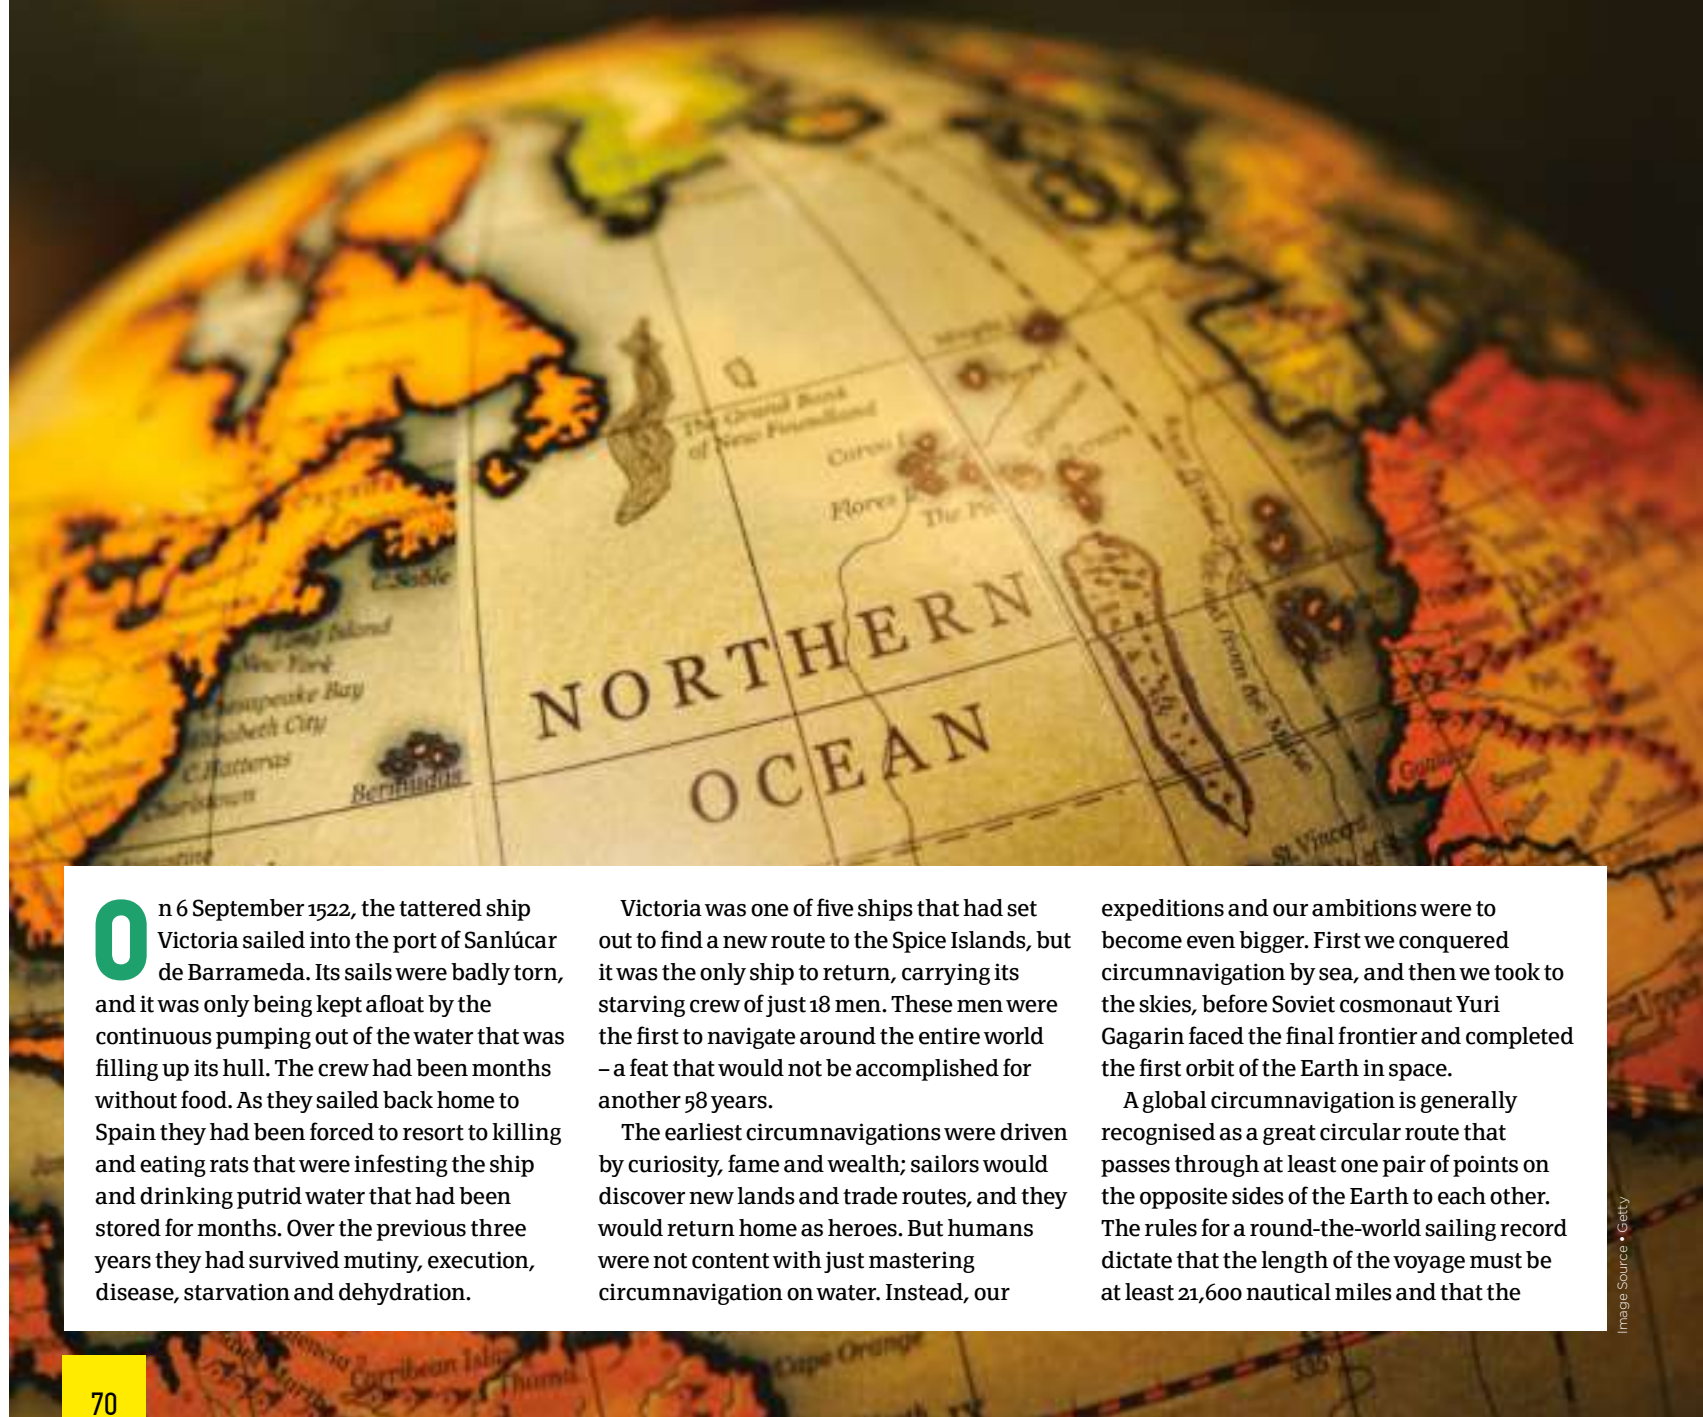 The Grand Bank
of New Foundland
Corvo I.
Flores
The Pic
C. Sable
Long Island
New York
Chesapeake Bay
Elisabeth City
C. Hatteras
Charlestown
Bermudas
NORTHERN
OCEAN
St. Vincent
On 6 September 1522, the tattered ship
Victoria sailed into the port of Sanlúcar
de Barrameda. Its sails were badly torn,
and it was only being kept afloat by the
continuous pumping out of the water that was
filling up its hull. The crew had been months
without food. As they sailed back home to
Spain they had been forced to resort to killing
and eating rats that were infesting the ship
and drinking putrid water that had been
stored for months. Over the previous three
years they had survived mutiny, execution,
disease, starvation and dehydration.
Victoria was one of five ships that had set
out to find a new route to the Spice Islands, but
it was the only ship to return, carrying its
starving crew of just 18 men. These men were
the first to navigate around the entire world
– a feat that would not be accomplished for
another 58 years.
The earliest circumnavigations were driven
by curiosity, fame and wealth; sailors would
discover new lands and trade routes, and they
would return home as heroes. But humans
were not content with just mastering
circumnavigation on water. Instead, our
expeditions and our ambitions were to
become even bigger. First we conquered
circumnavigation by sea, and then we took to
the skies, before Soviet cosmonaut Yuri
Gagarin faced the final frontier and completed
the first orbit of the Earth in space.
A global circumnavigation is generally
recognised as a great circular route that
passes through at least one pair of points on
the opposite sides of the Earth to each other.
The rules for a round-the-world sailing record
dictate that the length of the voyage must be
at least 21,600 nautical miles and that the
Image Source • Getty
Carribean Isl
Cape Orange
335
70